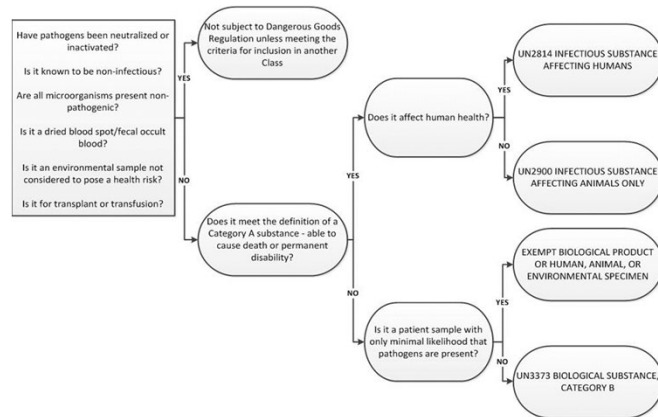 Have pathogens been neutralized or
inactivated?
Is it known to be non-infectious?
Are all microorganisms present non-
pathogenic?
Is it a dried blood spot/fecal occult
blood?
Is it an environmental sample not
considered to pose a health risk?
Is it for transplant or transfusion?
YES
NO
Not subject to Dangerous Goods
Regulation unless meeting the
criteria for inclusion in another
Class
Does it meet the definition of a
Category A substance - able to
cause death or permanent
disability?
YES
NO
Does it affect human health?
YES
NO
UN2814 INFECTIOUS SUBSTANCE
AFFECTING HUMANS
UN2900 INFECTIOUS SUBSTANCE
AFFECTING ANIMALS ONLY
Is it a patient sample with
only minimal likelihood that
pathogens are present?
YES
NO
EXEMPT BIOLOGICAL PRODUCT
OR HUMAN, ANIMAL, OR
ENVIRONMENTAL SPECIMEN
UN3373 BIOLOGICAL SUBSTANCE,
CATEGORY B